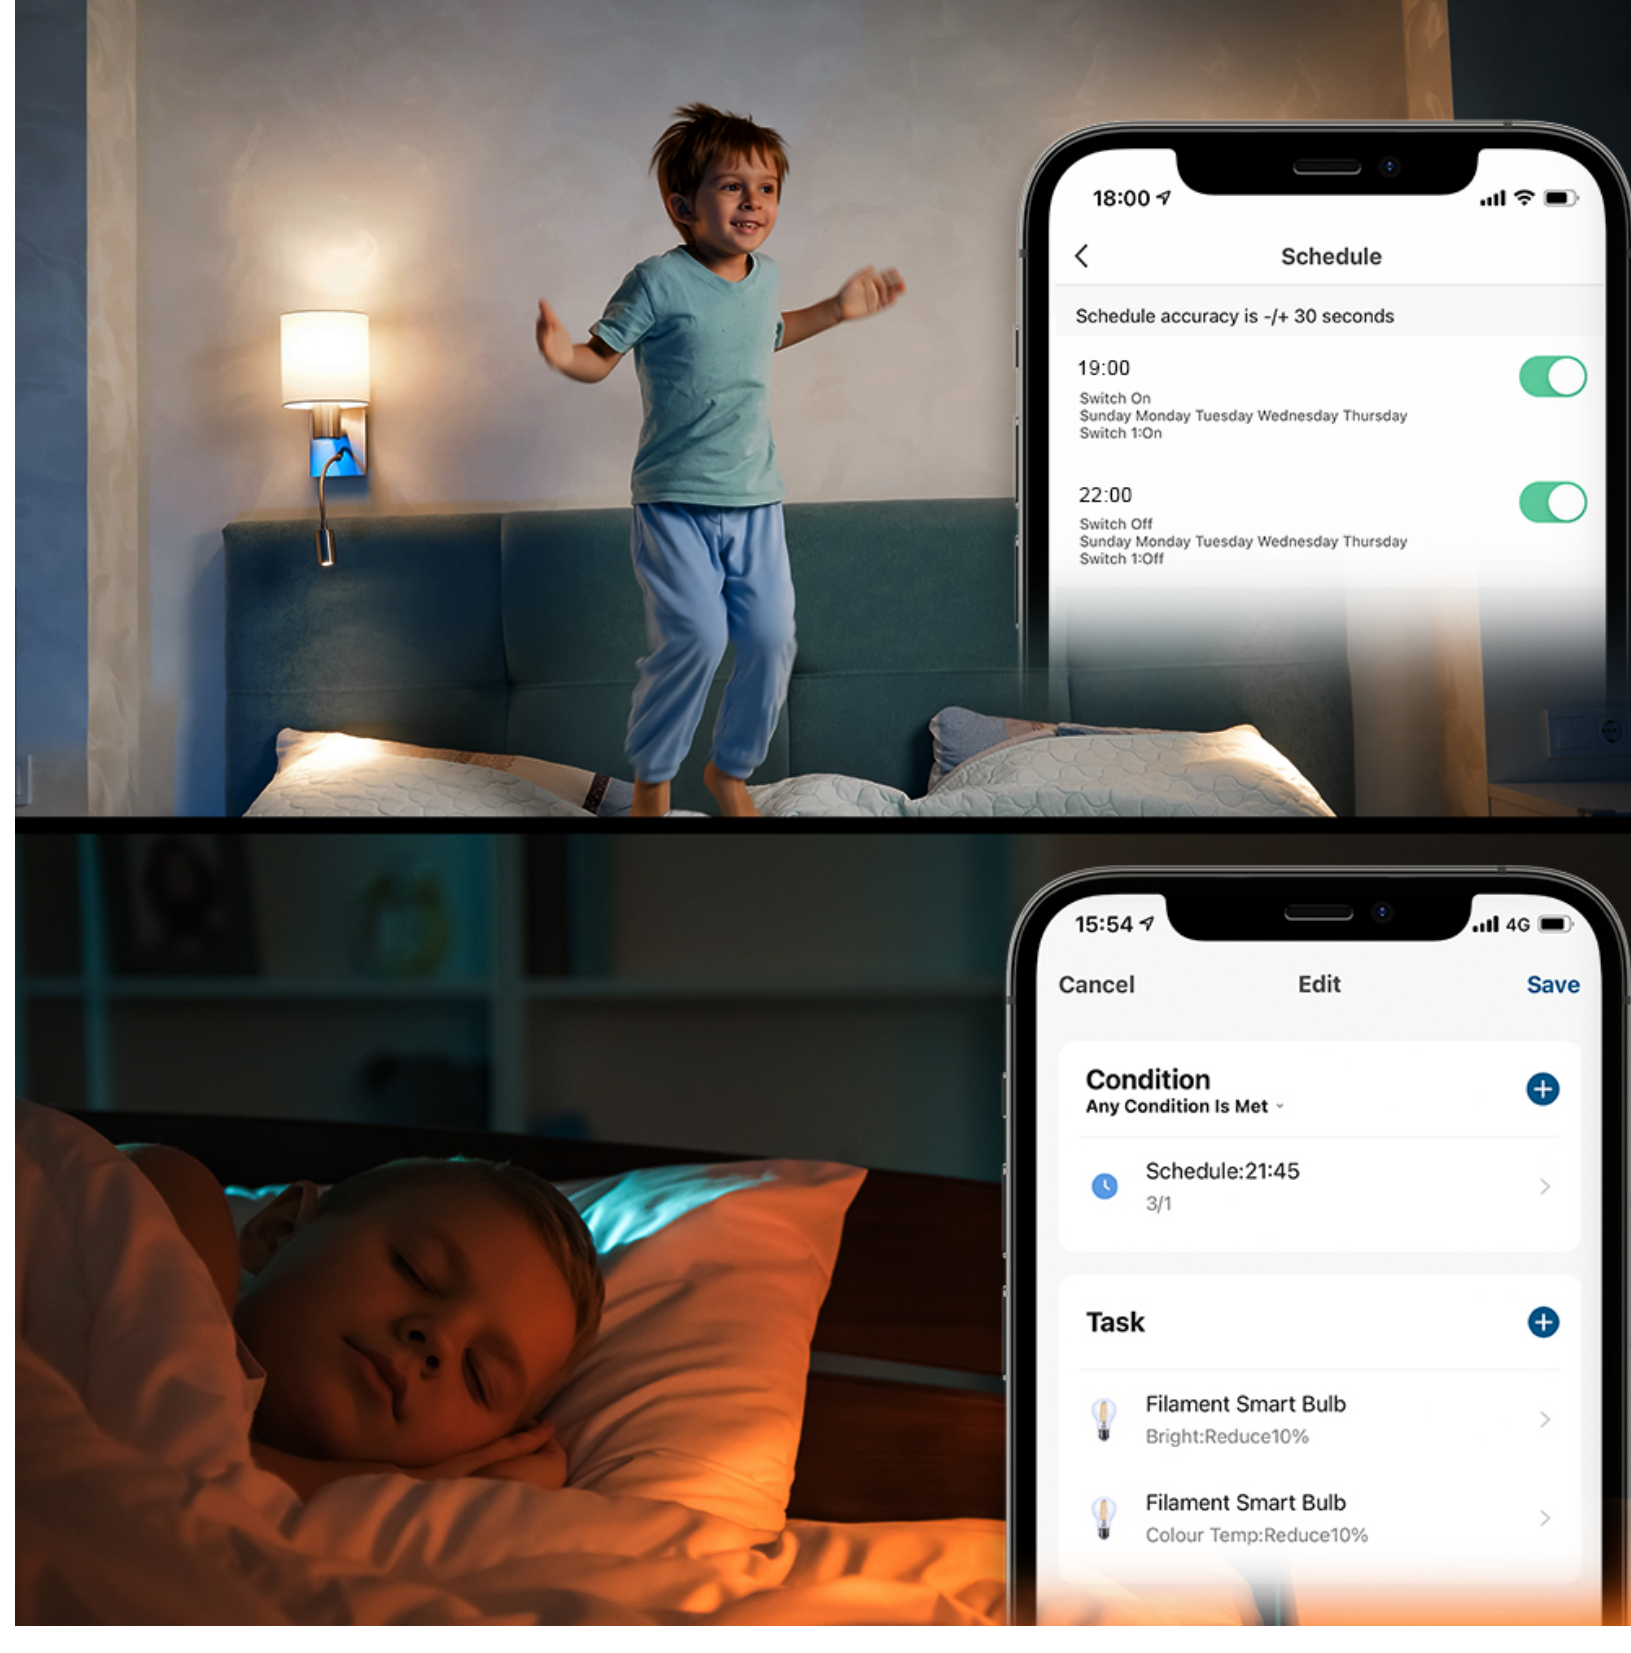 18:00
Schedule
Schedule accuracy is -/+ 30 seconds
19:00
Switch On
Sunday Monday Tuesday Wednesday Thursday
Switch 1:On
22:00
Switch Off
Sunday Monday Tuesday Wednesday Thursday
Switch 1:Off
15:54
4G
Cancel
Edit
Save
Condition
Any Condition Is Met
Schedule:21:45
3/1
Task
Filament Smart Bulb
Bright:Reduce10%
Filament Smart Bulb
Colour Temp:Reduce10%